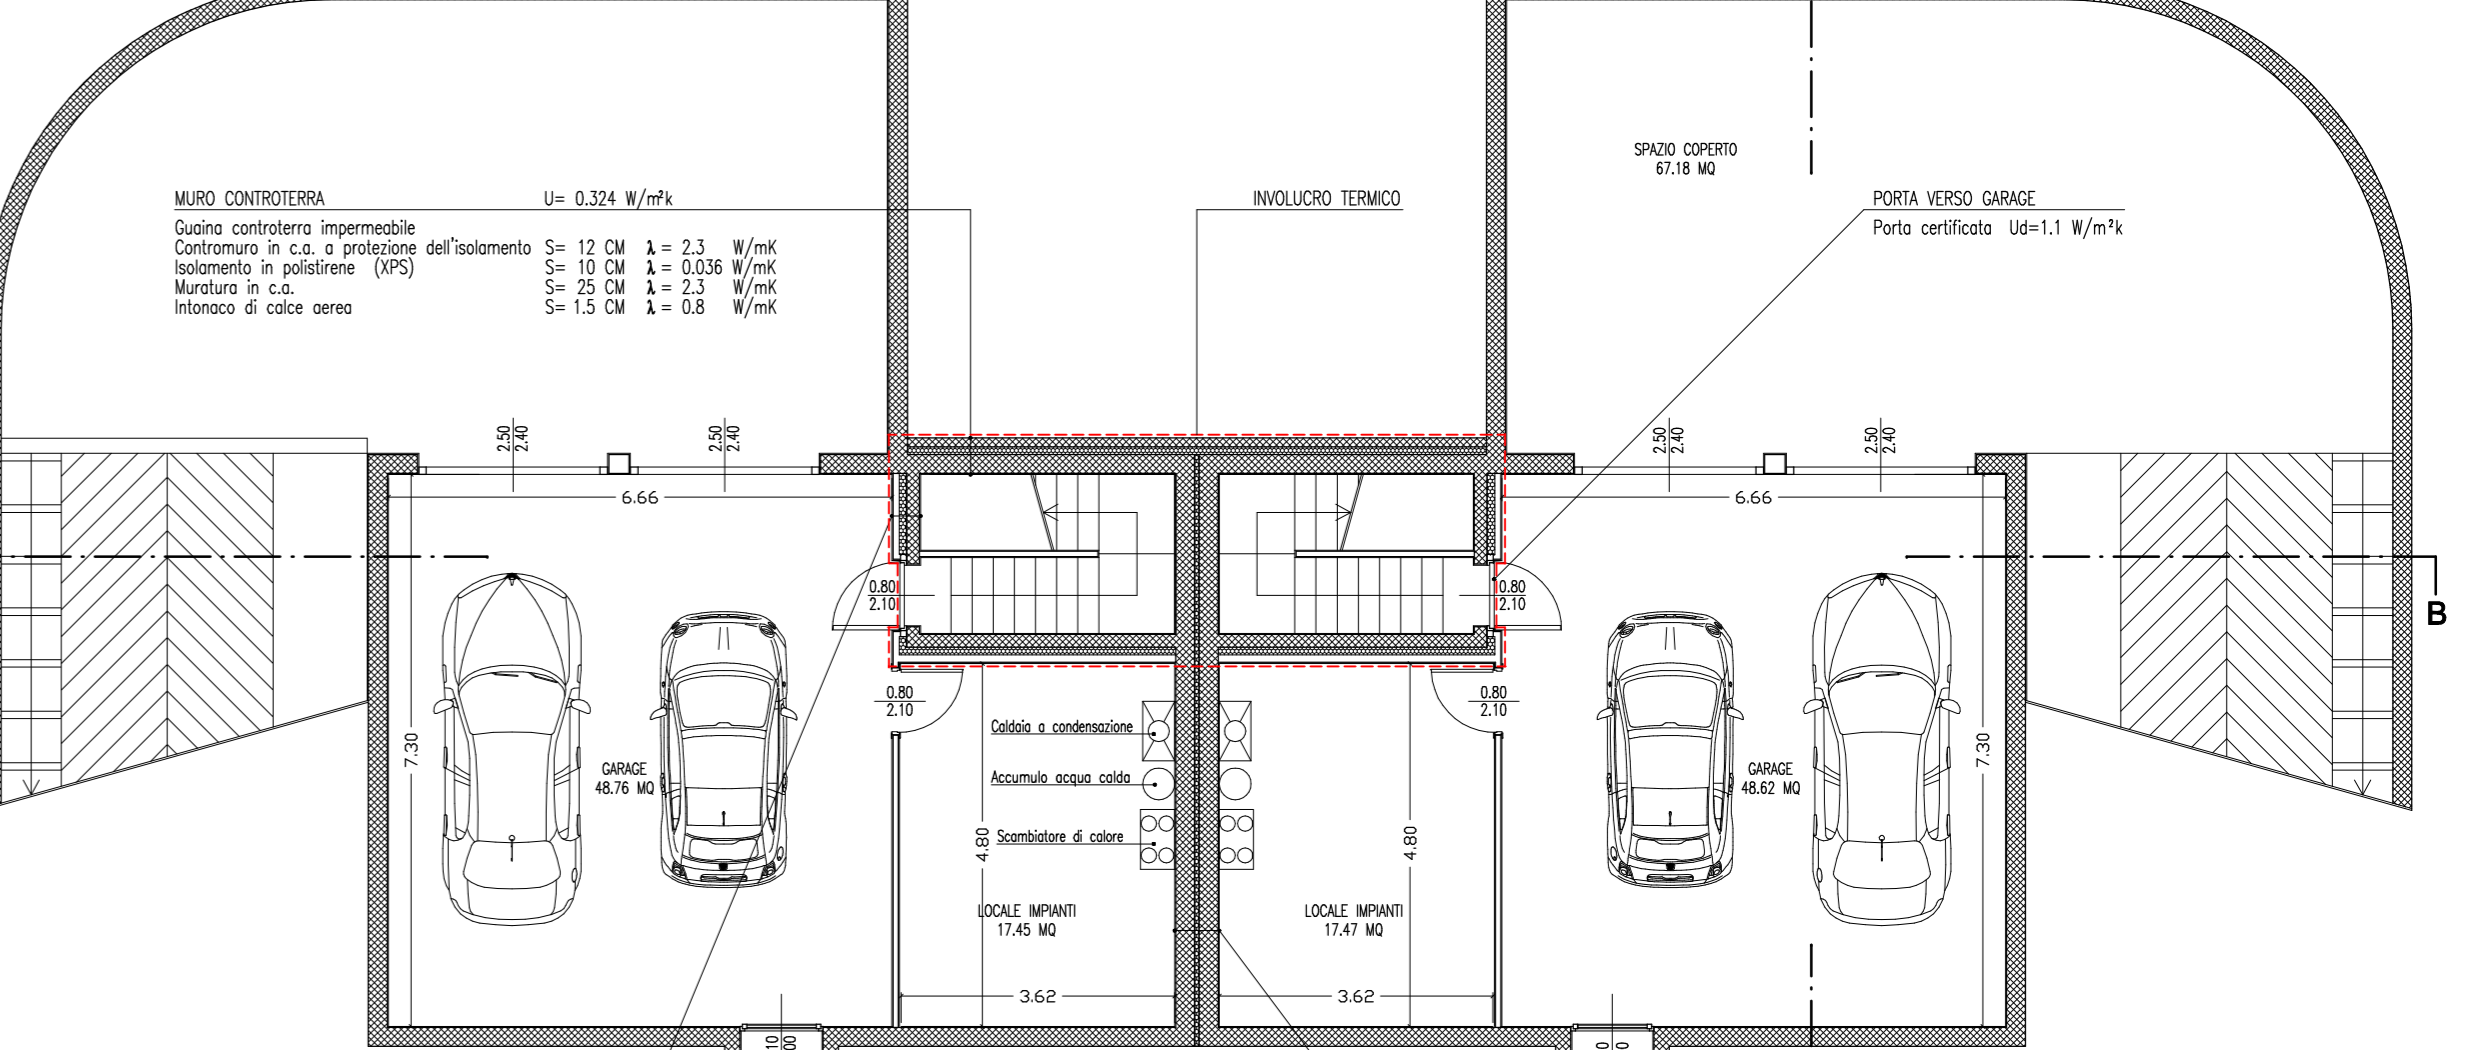 SPAZIO COPERTO
67.18 MQ
MURO CONTROTERRA U= 0.324 W/m²k
Guaina controterra impermeabile
Contromuro in c.a. a protezione dell'isolamento S= 12 CM λ = 2.3 W/mK
Isolamento in polistirene (XPS) S= 10 CM λ = 0.036 W/mK
Muratura in c.a. S= 25 CM λ = 2.3 W/mK
Intonaco di calce aerea S= 1.5 CM λ = 0.8 W/mK
INVOLUCRO TERMICO
PORTA VERSO GARAGE
Porta certificata Ud=1.1 W/m²k
2.50
2.40
2.50
2.40
2.50
2.40
2.50
2.40
6.66
6.66
0.80
2.10
0.80
2.10
B
0.80
2.10
0.80
2.10
Caldaia a condensazione
Accumulo acqua calda
Scambiatore di calore
7.30
GARAGE
48.76 MQ
4.80
4.80
GARAGE
48.62 MQ
7.30
LOCALE IMPIANTI
17.45 MQ
LOCALE IMPIANTI
17.47 MQ
3.62
3.62